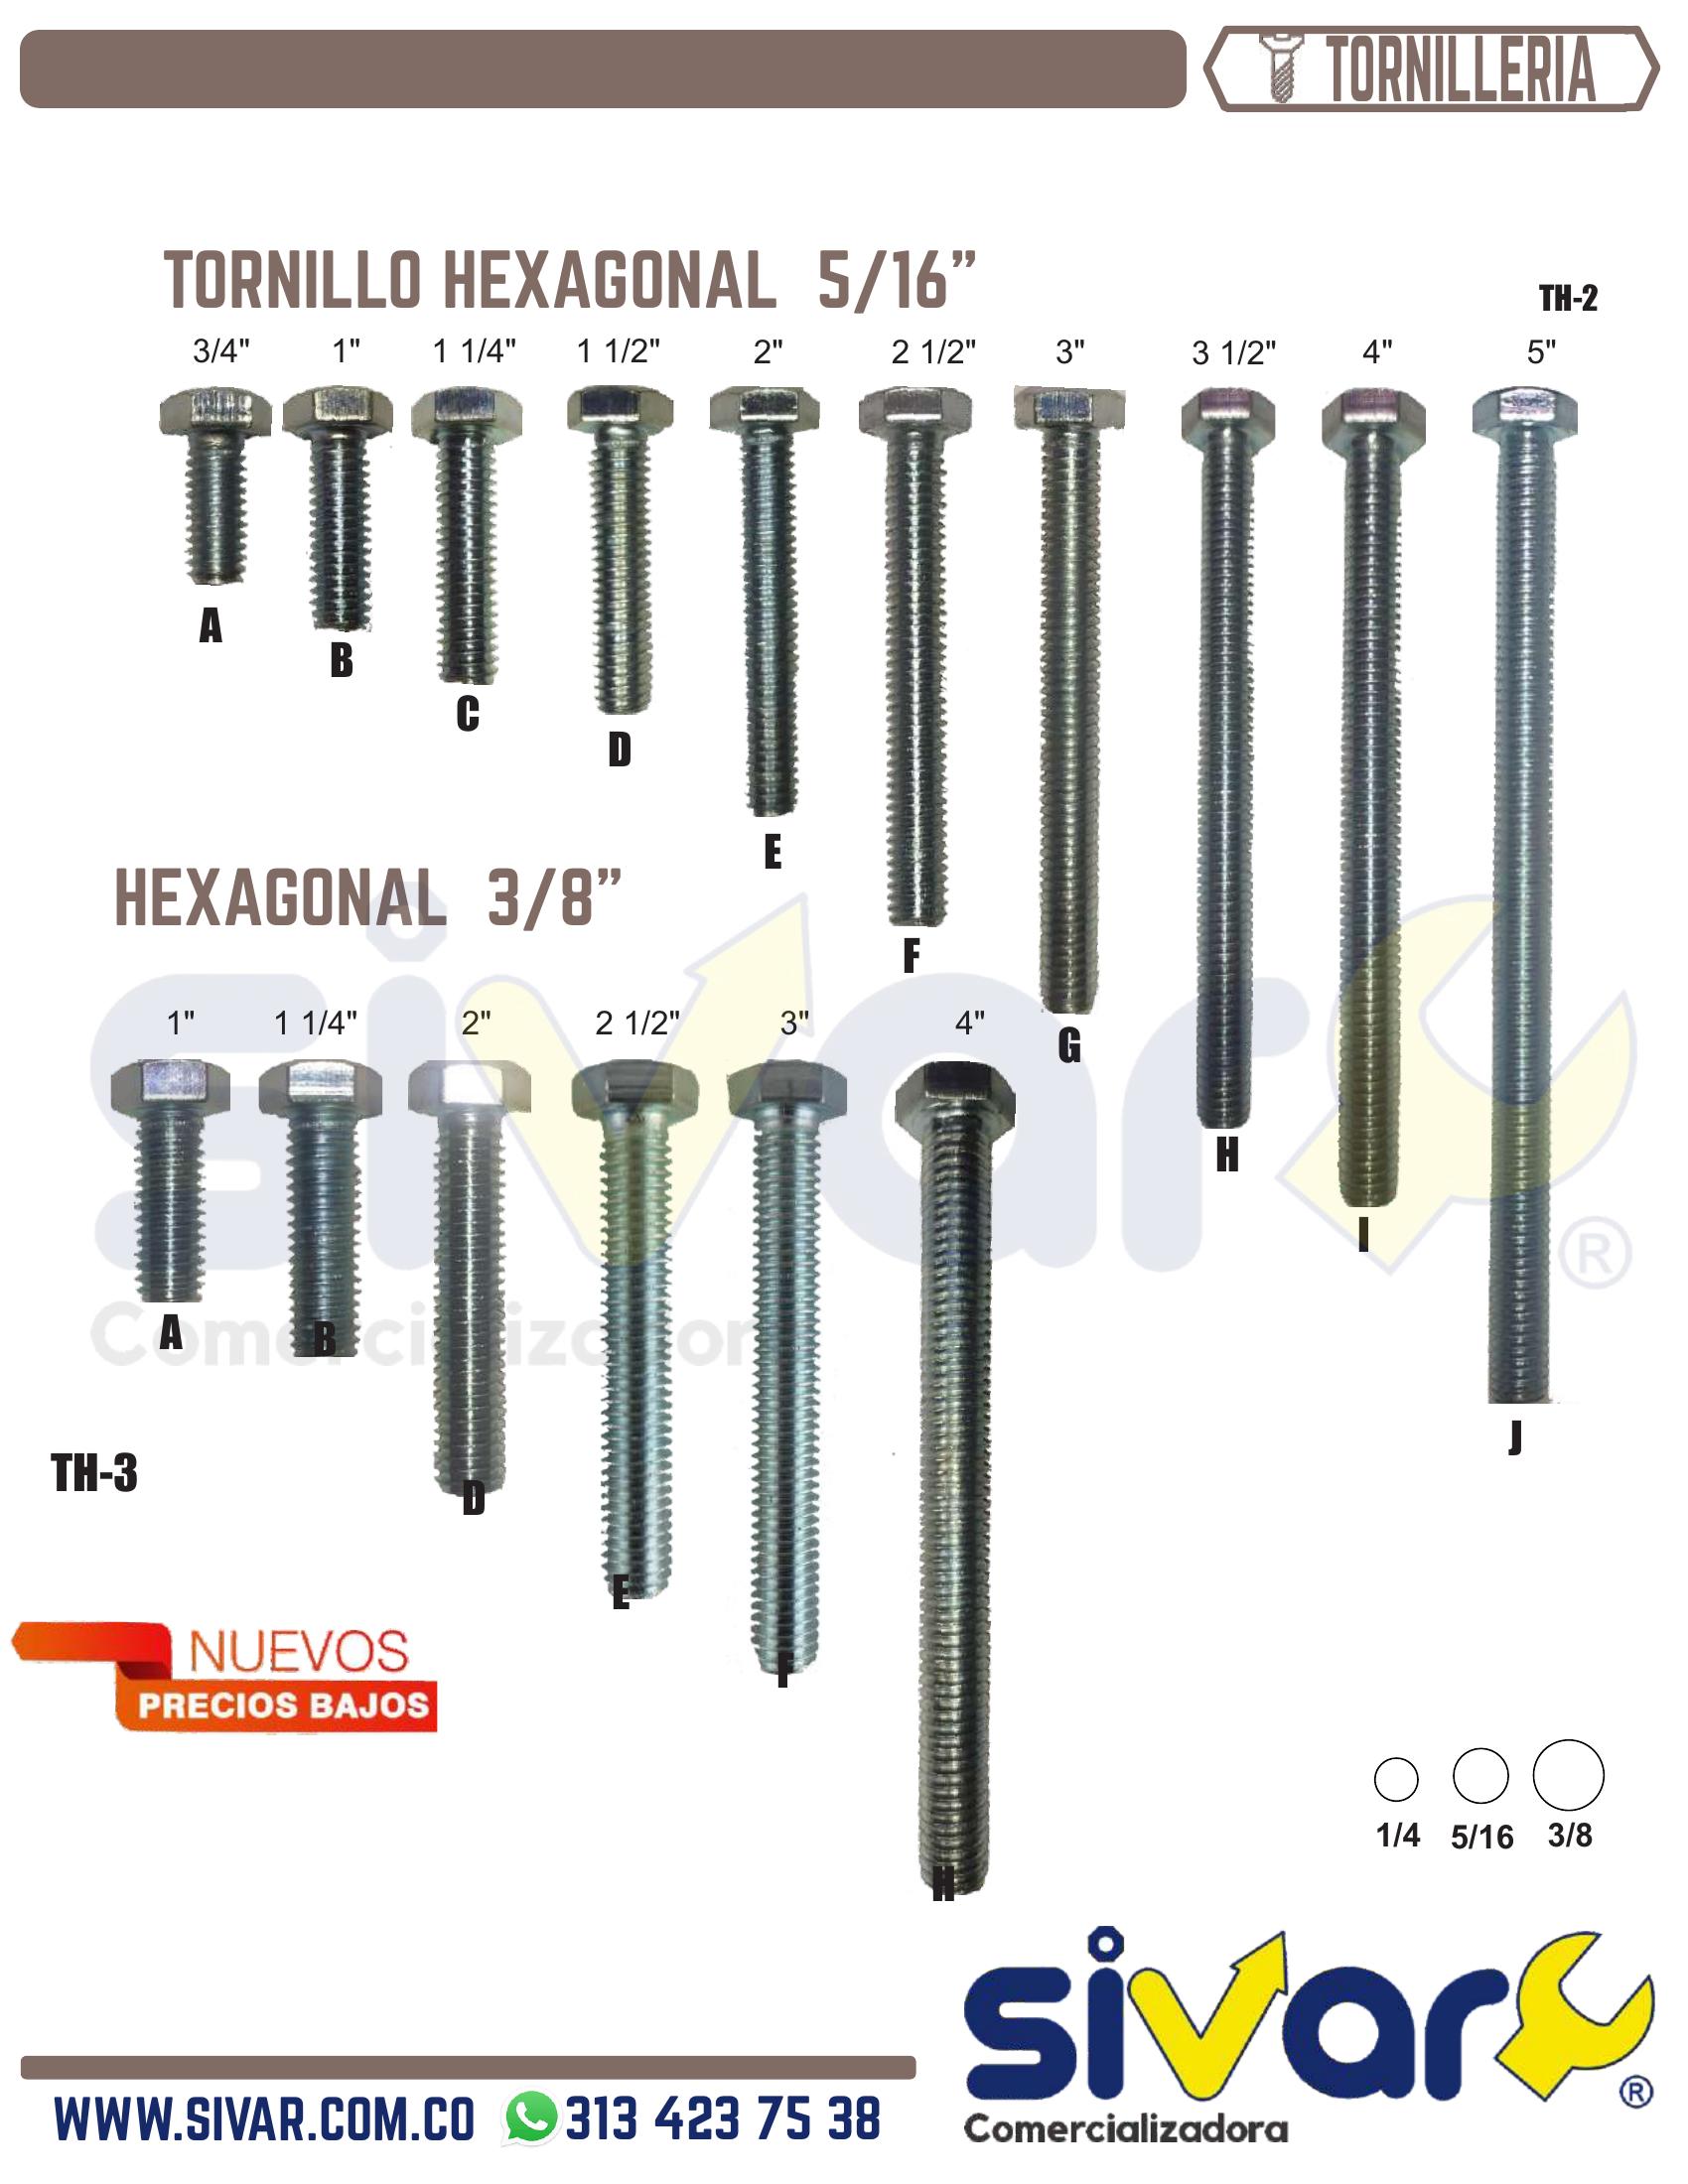 TORNILLERIA
TORNILLO HEXAGONAL 5/16”
TH-2
3/4" 1" 1 1/4" 1 1/2" 2" 2 1/2" 3" 3 1/2" 4" 5"
A
B
C
D
E
F
G
H
I
J
HEXAGONAL 3/8”
sivar
Comercializadora
®
1" 1 1/4" 2" 2 1/2" 3" 4"
A
B
D
E
F
H
TH-3
NUEVOS
PRECIOS BAJOS
1/4 5/16 3/8
sivar
®
Comercializadora
WWW.SIVAR.COM.CO 313 423 75 38